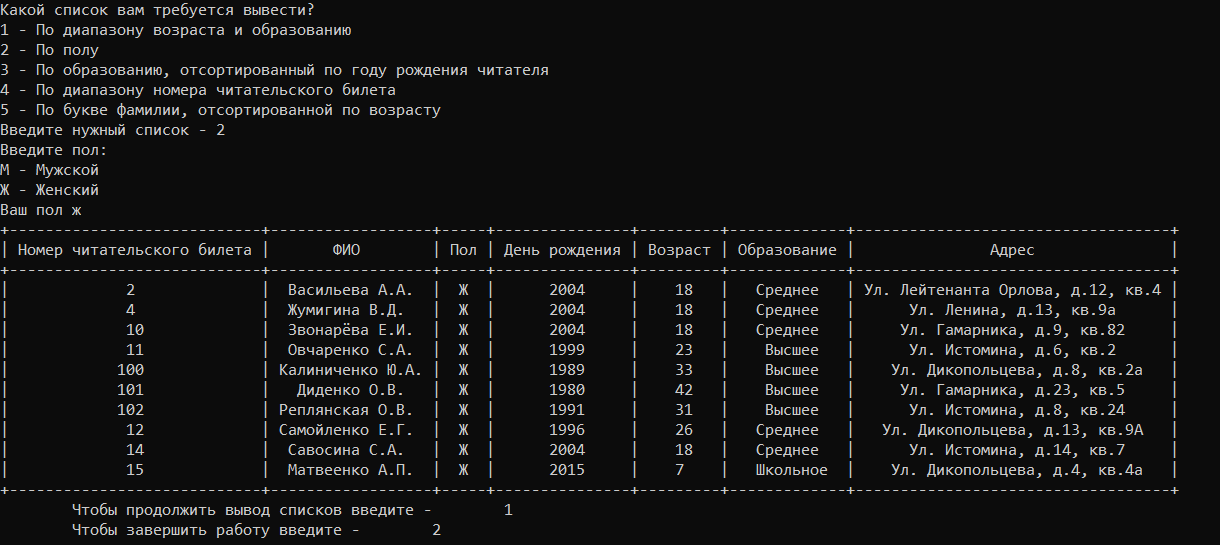 Какой список вам требуется вывести?
1 - По диапазону возраста и образованию
2 - По полу
3 - По образованию, отсортированный по году рождения читателя
4 - По диапазону номера читательского билета
5 - По букве фамилии, отсортированной по возрасту
Введите нужный список - 2
Введите пол:
М - Мужской
Ж - Женский
Ваш пол ж
+----------------------------+------------------+-----+---------------+---------+-------------+-----------------------------------+
| Номер читательского билета |       ФИО        | Пол | День рождения | Возраст | Образование |               Адрес               |
+----------------------------+------------------+-----+---------------+---------+-------------+-----------------------------------+
|             2              |  Васильева А.А.  |  Ж  |      2004     |    18   |   Среднее   | Ул. Лейтенанта Орлова, д.12, кв.4 |
|             4              |  Жумигина В.Д.   |  Ж  |      2004     |    18   |   Среднее   |      Ул. Ленина, д.13, кв.9а      |
|             10             |  Звонарёва Е.И.  |  Ж  |      2004     |    18   |   Среднее   |     Ул. Гамарника, д.9, кв.82     |
|             11             |  Овчаренко С.А.  |  Ж  |      1999     |    23   |    Высшее   |      Ул. Истомина, д.6, кв.2      |
|            100             | Калиниченко Ю.А. |  Ж  |      1989     |    33   |    Высшее   |    Ул. Дикопольцева, д.8, кв.2а   |
|            101             |   Диденко О.В.   |  Ж  |      1980     |    42   |    Высшее   |     Ул. Гамарника, д.23, кв.5     |
|            102             | Реплянская О.В.  |  Ж  |      1991     |    31   |    Высшее   |      Ул. Истомина, д.8, кв.24     |
|             12             | Самойленко Е.Г.  |  Ж  |      1996     |    26   |   Среднее   |   Ул. Дикопольцева, д.13, кв.9А   |
|             14             |  Савосина С.А.   |  Ж  |      2004     |    18   |   Среднее   |      Ул. Истомина, д.14, кв.7     |
|             15             |  Матвеенко А.П.  |  Ж  |      2015     |    7    |   Школьное  |    Ул. Дикопольцева, д.4, кв.4а   |
+----------------------------+------------------+-----+---------------+---------+-------------+-----------------------------------+
Чтобы продолжить вывод списков введите -        1
Чтобы завершить работу введите -        2